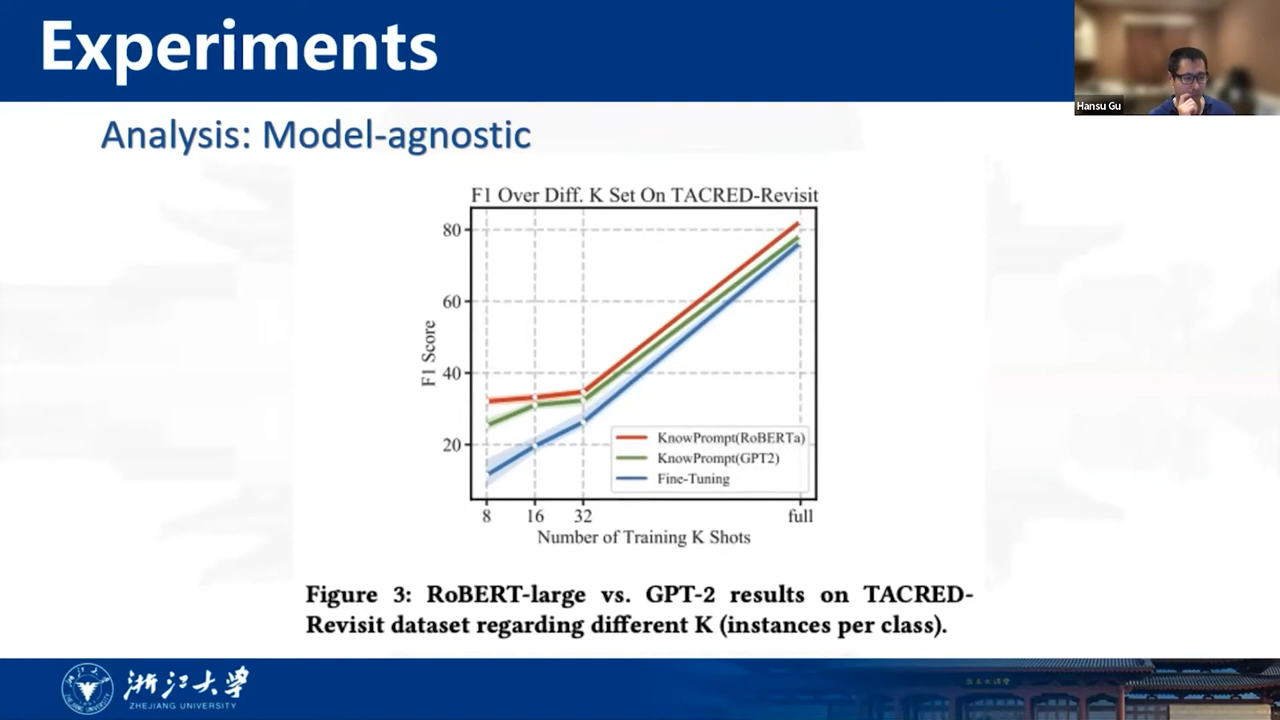 Experiments
Hansu Gu
Analysis: Model-agnostic
F1 Over Diff. K Set On TACRED-Revisit
F1 Score
80
60
40
20
KnowPrompt(RoBERTa)
KnowPrompt(GPT2)
Fine-Tuning
8 16 32 full
Number of Training K Shots
Figure 3: RoBERT-large vs. GPT-2 results on TACRED-
Revisit dataset regarding different K (instances per class).
浙江大学
ZHEJIANG UNIVERSITY